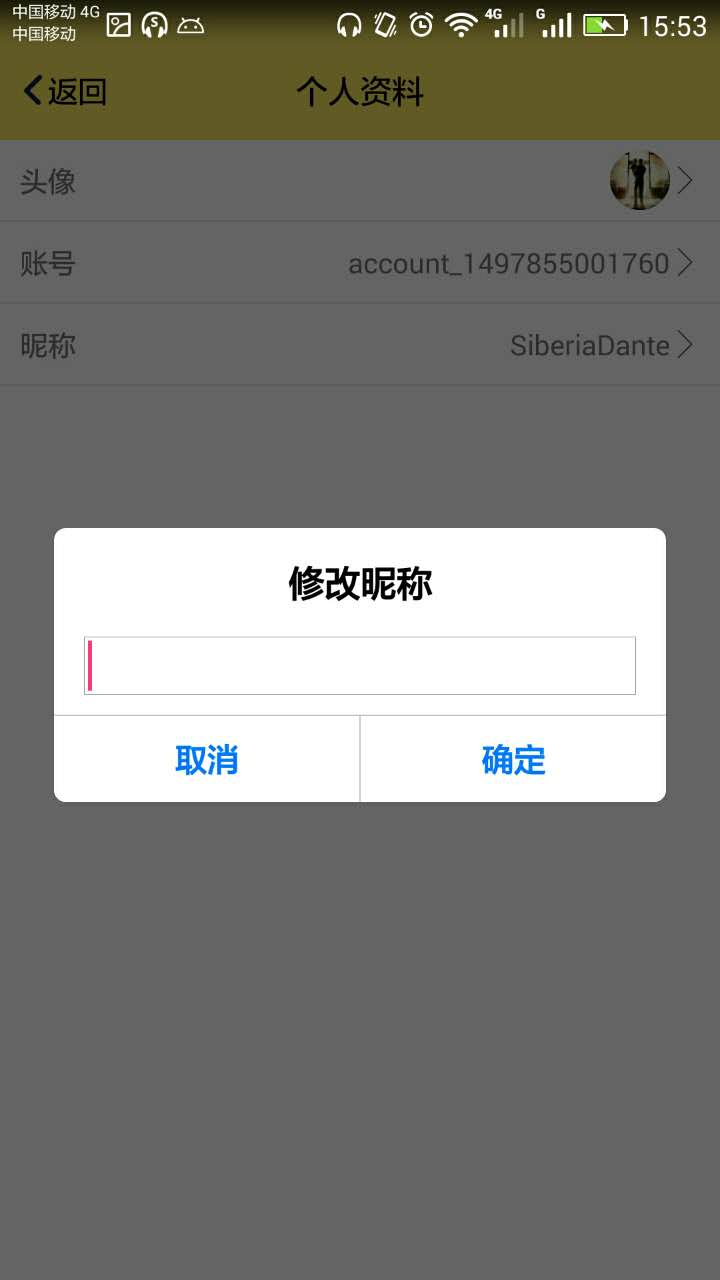 中国移动 4G
中国移动
4G
G
15:53
返回
个人资料
头像
账号
account_1497855001760
昵称
SiberiaDante
修改昵称
取消
确定